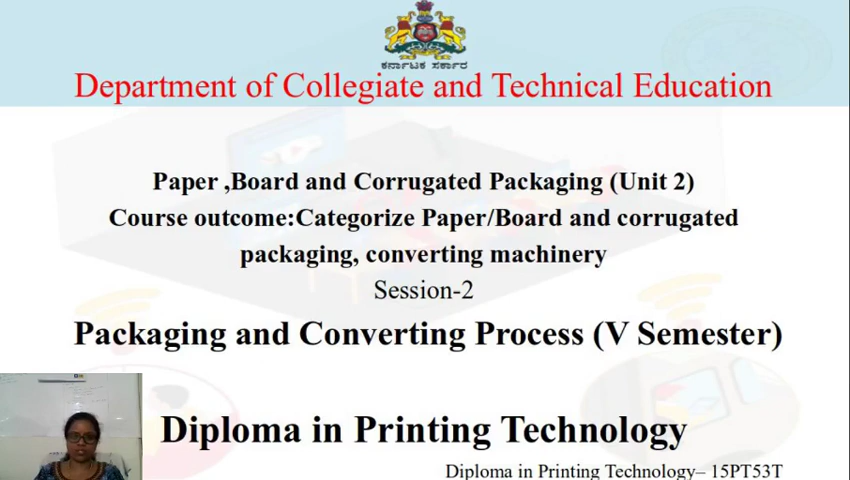 ಕರ್ನಾಟಕ ಸರ್ಕಾರ
Department of Collegiate and Technical Education
Paper ,Board and Corrugated Packaging (Unit 2)
Course outcome:Categorize Paper/Board and corrugated
packaging, converting machinery
Session-2
Packaging and Converting Process (V Semester)
Diploma in Printing Technology
Diploma in Printing Technology– 15PT53T